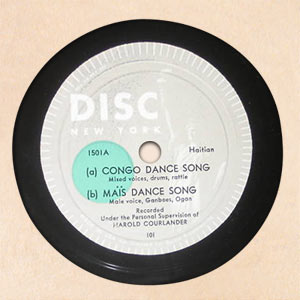 DISC
NEW YORK
1501A
Haitian
(a) CONGO DANCE SONG
Mixed voices, drums, rattle
(b) MAÏS DANCE SONG
Male voice, Ganboes, Ogan
Recorded
Under the Personal Supervision of
HAROLD COURLANDER
101